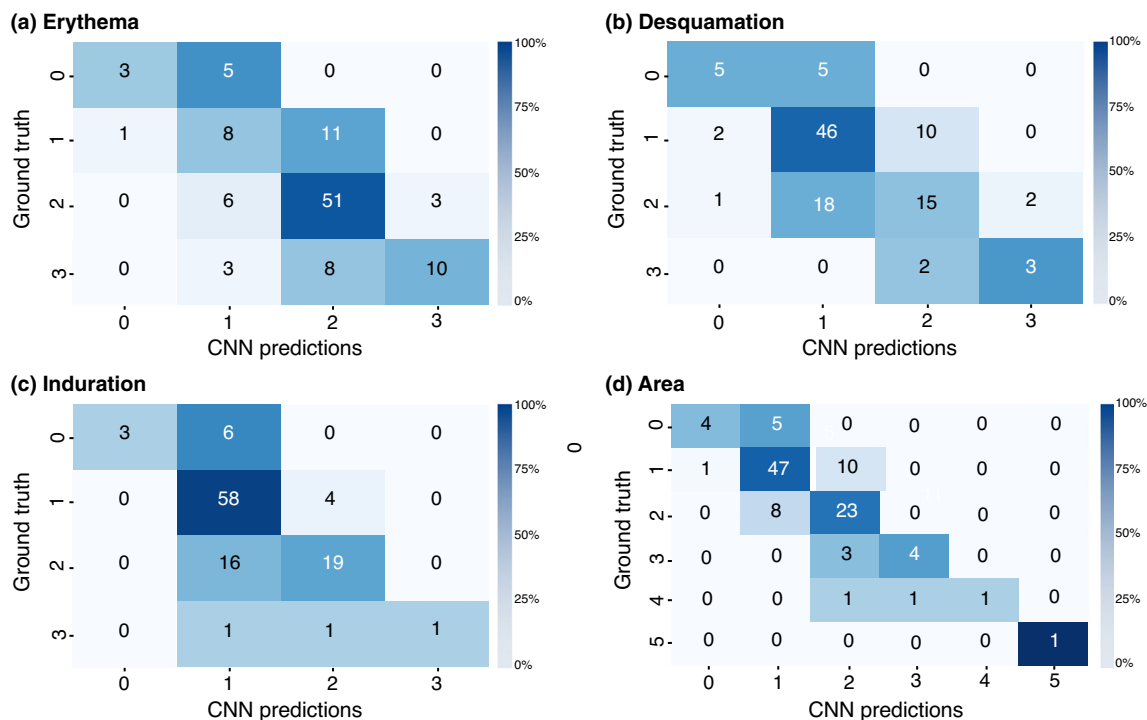 (a) Erythema
Ground truth
0 3 5 0 0
1 1 8 11 0
2 0 6 51 3
3 0 3 8 10
0 1 2 3
CNN predictions
100%
75%
50%
25%
0%
(b) Desquamation
Ground truth
0 5 5 0 0
1 2 46 10 0
2 1 18 15 2
3 0 0 2 3
0 1 2 3
CNN predictions
100%
75%
50%
25%
0%
(c) Induration
Ground truth
0 3 6 0 0
1 0 58 4 0
2 0 16 19 0
3 0 1 1 1
0 1 2 3
CNN predictions
100%
75%
50%
25%
0%
(d) Area
0
Ground truth
0 4 5 0 0 0 0
1 1 47 10 0 0 0
2 0 8 23 0 0 0
3 0 0 3 4 0 0
4 0 0 1 1 1 0
5 0 0 0 0 0 1
0 1 2 3 4 5
CNN predictions
100%
75%
50%
25%
0%